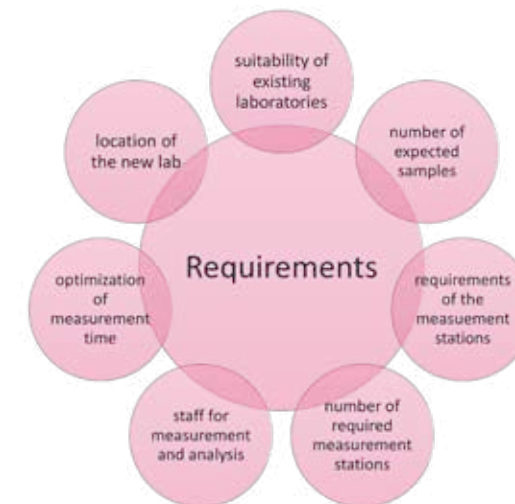 suitability of
existing
laboratories
number of
expected
samples
requirements
of the
measuement
stations
number of
required
measurement
stations
staff for
measurement
and analysis
optimization
of
measurement
time
location of
the new lab
Requirements